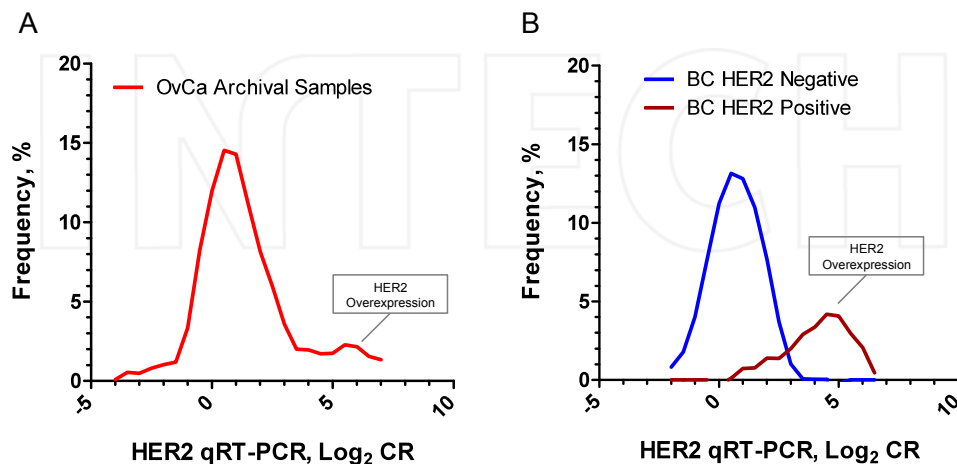 A
INTECH
20
15
10
5
0
Frequency, %
OvCa Archival Samples
HER2
Overexpression
-5
0
5
10
HER2 qRT-PCR, Log₂ CR
B
20
15
10
5
0
Frequency, %
BC HER2 Negative
BC HER2 Positive
HER2
Overexpression
-5
0
5
10
HER2 qRT-PCR, Log₂ CR